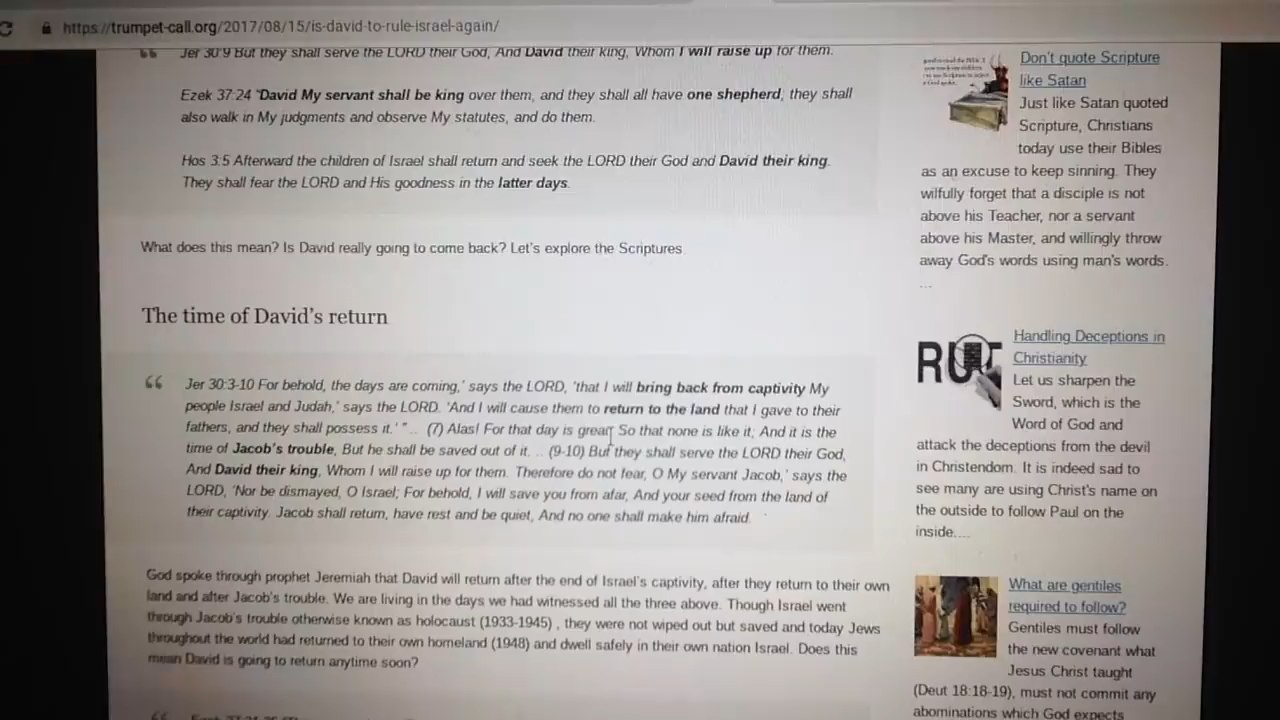 https://trumpet-call.org/2017/08/15/is-david-to-rule-israel-again/
Jer 30:9 But they shall serve the LORD their God, And David their king, Whom I will raise up for them.
Ezek 37:24 “David My servant shall be king over them, and they shall all have one shepherd; they shall
also walk in My judgments and observe My statutes, and do them.
Hos 3:5 Afterward the children of Israel shall return and seek the LORD their God and David their king.
They shall fear the LORD and His goodness in the latter days.
What does this mean? Is David really going to come back? Let's explore the Scriptures.
The time of David's return
Jer 30:3-10 For behold, the days are coming,' says the LORD, 'that I will bring back from captivity My
people Israel and Judah,' says the LORD. 'And I will cause them to return to the land that I gave to their
fathers, and they shall possess it.' ” .. (7) Alas! For that day is great, So that none is like it; And it is the
time of Jacob's trouble, But he shall be saved out of it. .. (9-10) But they shall serve the LORD their God,
And David their king, Whom I will raise up for them. Therefore do not fear, O My servant Jacob,' says the
LORD, 'Nor be dismayed, O Israel; For behold, I will save you from afar, And your seed from the land of
their captivity. Jacob shall return, have rest and be quiet, And no one shall make him afraid.
God spoke through prophet Jeremiah that David will return after the end of Israel's captivity, after they return to their own
land and after Jacob's trouble. We are living in the days we had witnessed all the three above. Though Israel went
through Jacob's trouble otherwise known as holocaust (1933-1945) , they were not wiped out but saved and today Jews
throughout the world had returned to their own homeland (1948) and dwell safely in their own nation Israel. Does this
mean David is going to return anytime soon?
Don't quote Scripture
like Satan
Just like Satan quoted
Scripture, Christians
today use their Bibles
as an excuse to keep sinning. They
wilfully forget that a disciple is not
above his Teacher, nor a servant
above his Master, and willingly throw
away God's words using man's words.
...
RU
Handling Deceptions in
Christianity
Let us sharpen the
Sword, which is the
Word of God and
attack the deceptions from the devil
in Christendom. It is indeed sad to
see many are using Christ's name on
the outside to follow Paul on the
inside....
What are gentiles
required to follow?
Gentiles must follow
the new covenant what
Jesus Christ taught
(Deut 18:18-19), must not commit any
abominations which God expects